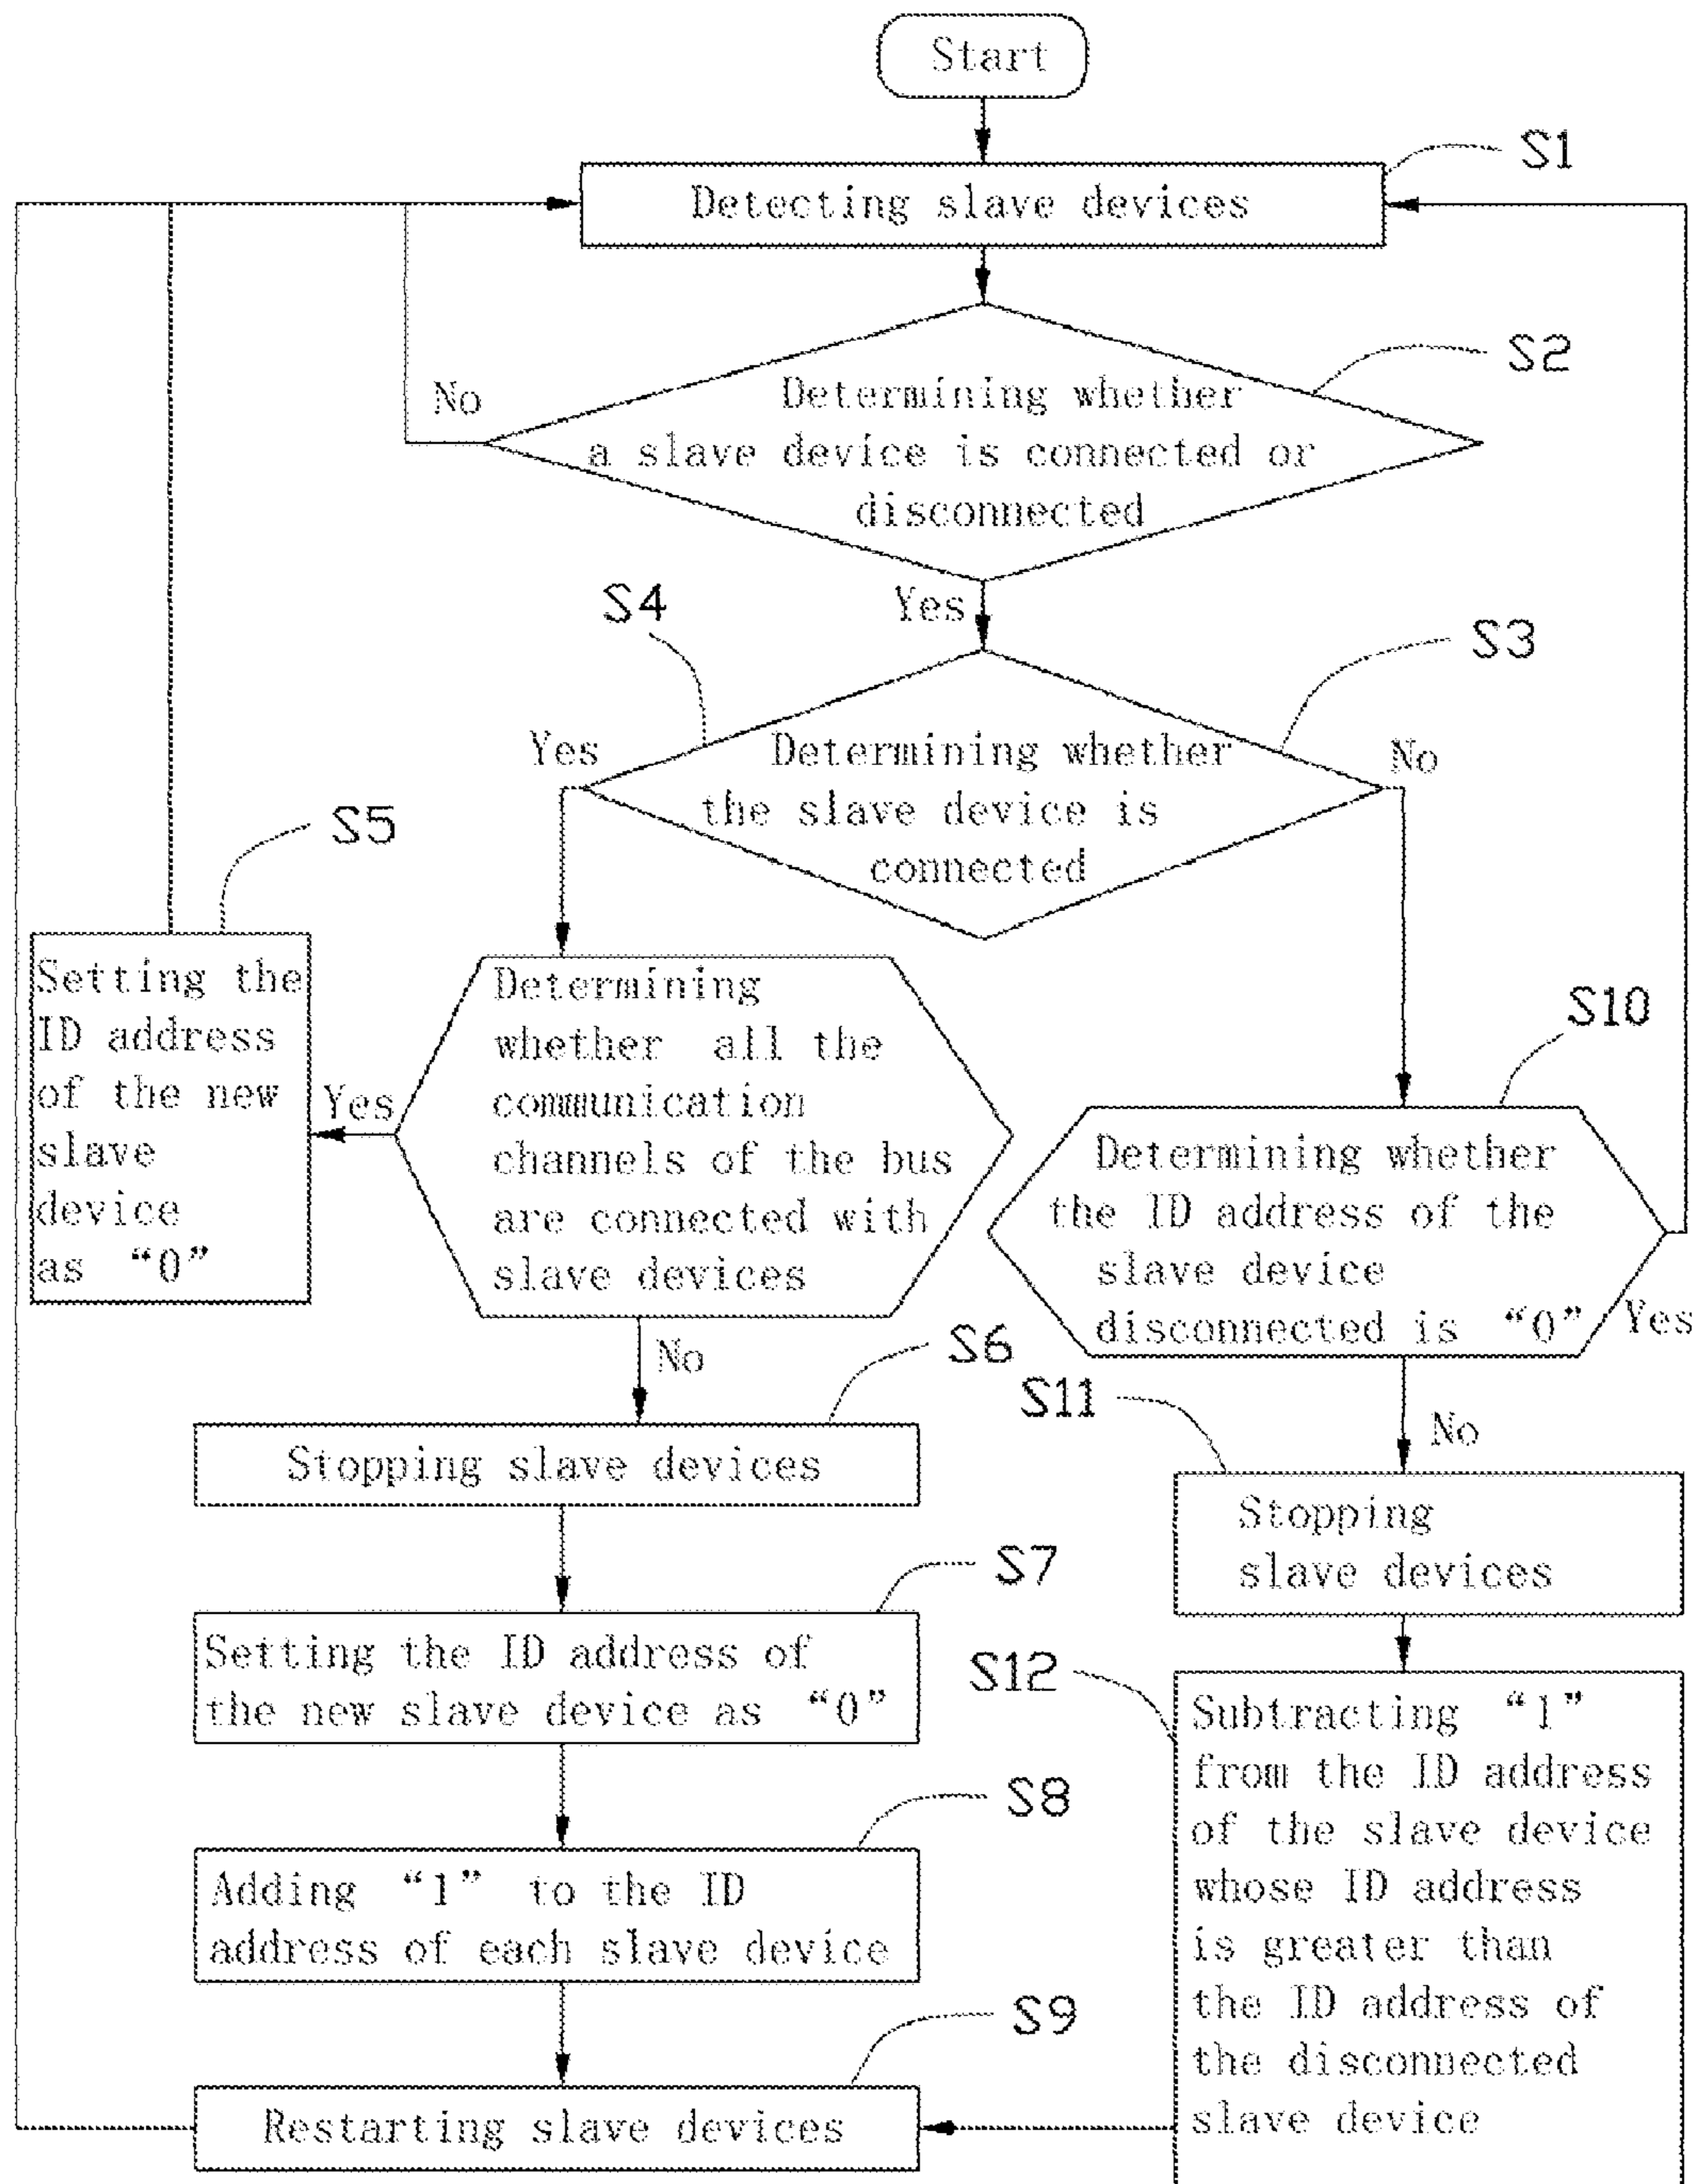 Start
S1
Detecting slave devices
S2
No
Determining whether
a slave device is connected or
disconnected
Yes
S4
S3
Yes
Determining whether
the slave device is
connected
No
S5
Setting the
ID address
of the new
slave
device
as "0"
Yes
Determining
whether all the
communication
channels of the bus
are connected with
slave devices
S10
Determining whether
the ID address of the
slave device
disconnected is "0"
Yes
No
S6
Stopping slave devices
S11
No
Stopping
slave devices
S7
Setting the ID address of
the new slave device as "0"
S12
Subtracting "1"
from the ID address
of the slave device
whose ID address
is greater than
the ID address of
the disconnected
slave device
S8
Adding "1" to the ID
address of each slave device
S9
Restarting slave devices